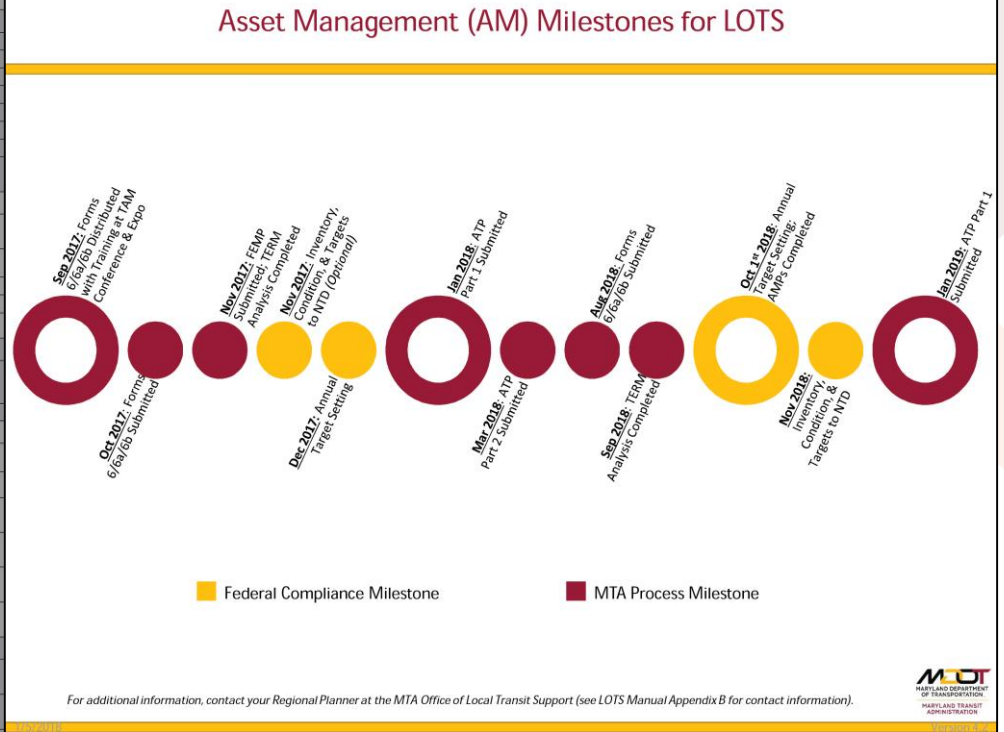 Asset Management (AM) Milestones for LOTS
Sep 2017: Forms
6/6a/6b Distributed
with Training at TAM
Conference & Expo
Oct 2017: Forms
6/6a/6b Submitted
Nov 2017: FEMP
Submitted; TERM
Analysis Completed
Nov 2017: Inventory,
Condition, & Targets
to NTD (Optional)
Dec 2017: Annual
Target Setting
Jan 2018: ATP
Part 1 Submitted
Mar 2018: ATP
Part 2 Submitted
Aug 2018: Forms
6/6a/6b Submitted
Sep 2018: TERM
Analysis Completed
Oct 1st 2018: Annual
Target Setting;
AMPs Completed
Nov 2018:
Inventory,
Condition, &
Targets to NTD
Jan 2019: ATP Part 1
Submitted
Federal Compliance Milestone
MTA Process Milestone
For additional information, contact your Regional Planner at the MTA Office of Local Transit Support (see LOTS Manual Appendix B for contact information).
MDOT
MARYLAND DEPARTMENT
OF TRANSPORTATION
MARYLAND TRANSIT
ADMINISTRATION
1/5/2018
Version 4.2